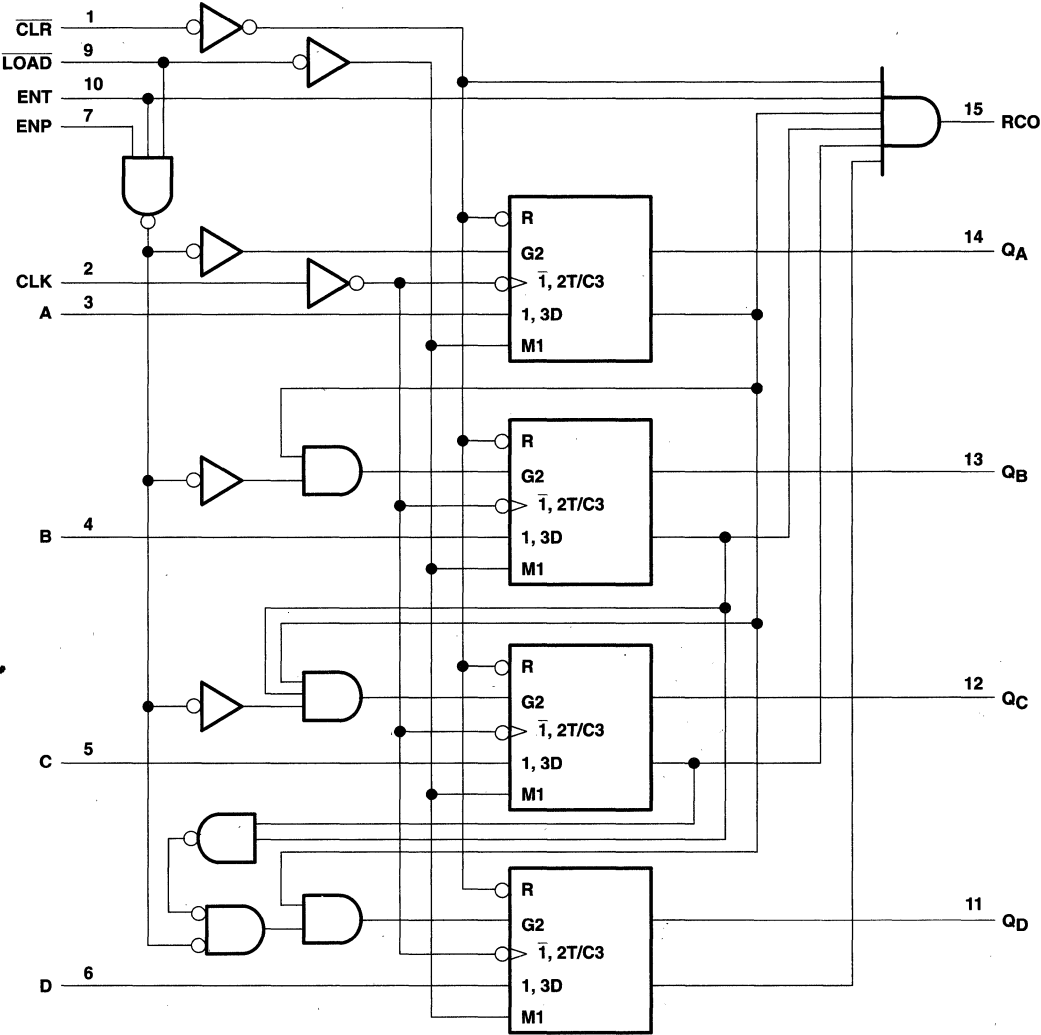 C̅L̅R̅ 1
L̅O̅A̅D̅ 9
ENT 10
ENP 7
15 RCO
R
G2
1̅, 2T/C3
1, 3D
M1
14 QA
CLK 2
A 3
R
G2
1̅, 2T/C3
1, 3D
M1
13 QB
B 4
R
G2
1̅, 2T/C3
1, 3D
M1
12 QC
C 5
R
G2
1̅, 2T/C3
1, 3D
M1
11 QD
D 6